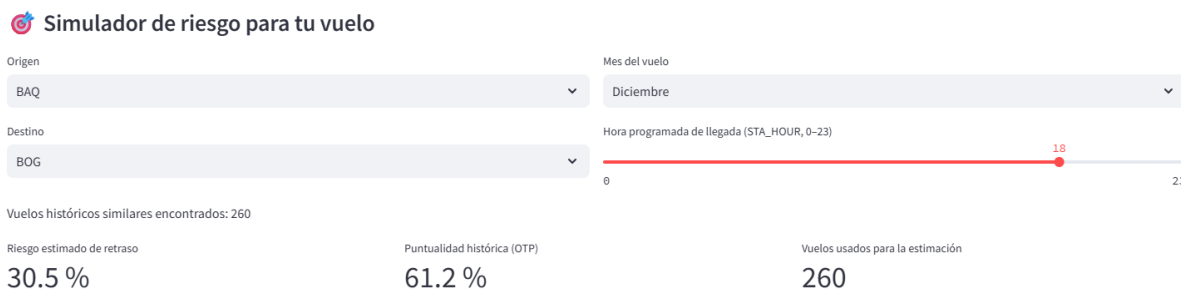 🎯 Simulador de riesgo para tu vuelo
Origen
BAQ
Mes del vuelo
Diciembre
Destino
BOG
Hora programada de llegada (STA_HOUR, 0–23)
18
0
23
Vuelos históricos similares encontrados: 260
Riesgo estimado de retraso
30.5 %
Puntualidad histórica (OTP)
61.2 %
Vuelos usados para la estimación
260